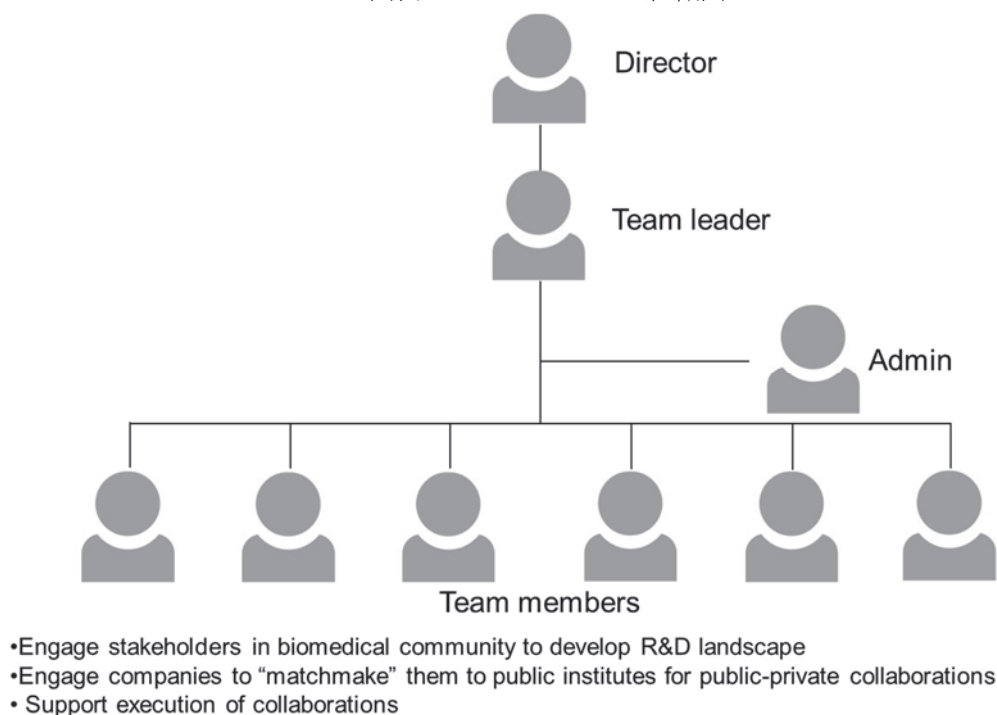 Director
Team leader
Admin
Team members
•Engage stakeholders in biomedical community to develop R&D landscape
•Engage companies to “matchmake” them to public institutes for public-private collaborations
• Support execution of collaborations